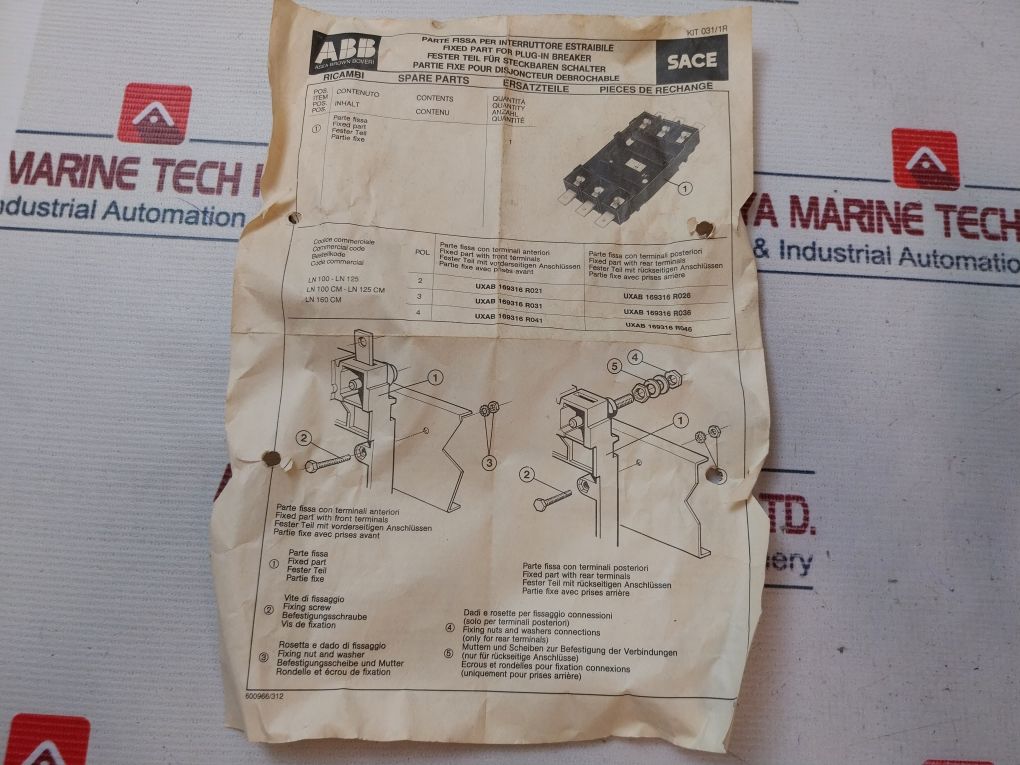 KIT 031/1R
ABB
ASEA BROWN BOVERI
PARTE FISSA PER INTERRUTTORE ESTRAIBILE
FIXED PART FOR PLUG-IN BREAKER
FESTER TEIL FÜR STECKBAREN SCHALTER
PARTIE FIXE POUR DISJONCTEUR DEBROCHABLE
SACE
RICAMBI SPARE PARTS ERSATZTEILE PIECES DE RECHANGE
POS.
ITEM
POS.
POS.
CONTENUTO CONTENTS
INHALT CONTENU
QUANTITÀ
QUANTITY
ANZAHL
QUANTITÉ
1
Parte fissa
Fixed part
Fester Teil
Partie fixe
1
1
Codice commerciale
Commercial code
Bestellkode
Code commercial
POL
Parte fissa con terminali anteriori
Fixed part with front terminals
Fester Teil mit vorderseitigen Anschlüssen
Partie fixe avec prises avant
Parte fissa con terminali posteriori
Fixed part with rear terminals
Fester Teil mit rückseitigen Anschlüssen
Partie fixe avec prises arrière
LN 100 - LN 125
LN 100 CM - LN 125 CM
LN 160 CM
2 UXAB 169316 R021 UXAB 169316 R026
3 UXAB 169316 R031 UXAB 169316 R036
4 UXAB 169316 R041 UXAB 169316 R046
1
2
3
4
5
1
2
Parte fissa con terminali anteriori
Fixed part with front terminals
Fester Teil mit vorderseitigen Anschlüssen
Partie fixe avec prises avant
Parte fissa con terminali posteriori
Fixed part with rear terminals
Fester Teil mit rückseitigen Anschlüssen
Partie fixe avec prises arrière
1
Parte fissa
Fixed part
Fester Teil
Partie fixe
2
Vite di fissaggio
Fixing screw
Befestigungsschraube
Vis de fixation
3
Rosetta e dado di fissaggio
Fixing nut and washer
Befestigungsscheibe und Mutter
Rondelle et écrou de fixation
4
5
Dadi e rosette per fissaggio connessioni
(solo per terminali posteriori)
Fixing nuts and washers connections
(only for rear terminals)
Muttern und Scheiben zur Befestigung der Verbindungen
(nur für rückseitige Anschlüsse)
Ecrous et rondelles pour fixation connexions
(uniquement pour prises arrière)
600966/312
MARINE TECH
Industrial Automation
YA MARINE TECH
& Industrial Automation
LTD.